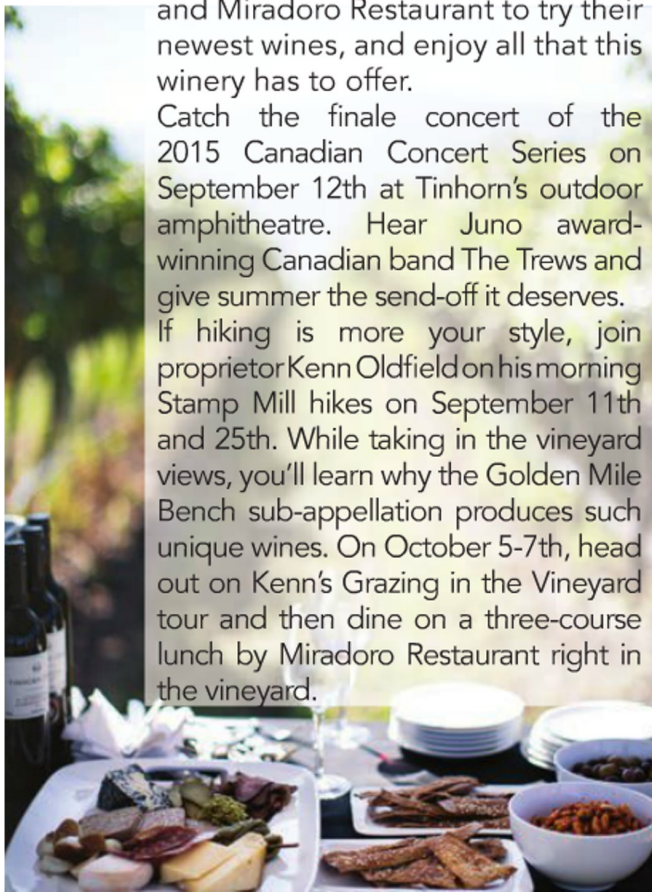 and Miradoro Restaurant to try their
newest wines, and enjoy all that this
winery has to offer.
Catch the finale concert of the
2015 Canadian Concert Series on
September 12th at Tinhorn's outdoor
amphitheatre. Hear Juno award-
winning Canadian band The Trews and
give summer the send-off it deserves.
If hiking is more your style, join
proprietor Kenn Oldfield on his morning
Stamp Mill hikes on September 11th
and 25th. While taking in the vineyard
views, you'll learn why the Golden Mile
Bench sub-appellation produces such
unique wines. On October 5-7th, head
out on Kenn's Grazing in the Vineyard
tour and then dine on a three-course
lunch by Miradoro Restaurant right in
the vineyard.